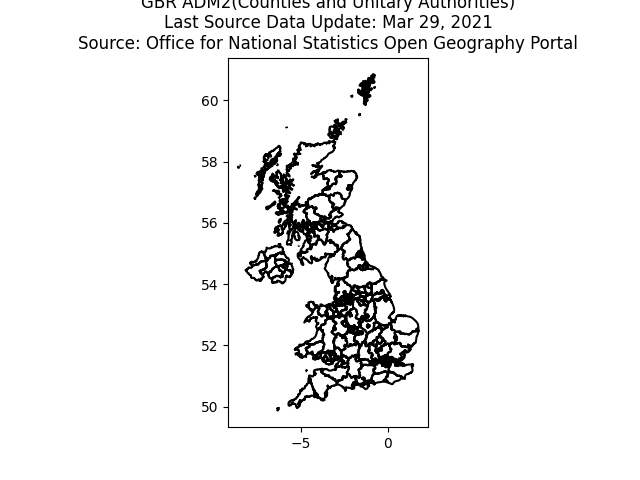 GBR ADM2(Counties and Unitary Authorities)
Last Source Data Update: Mar 29, 2021
Source: Office for National Statistics Open Geography Portal
60
58
56
54
52
50
−5 0